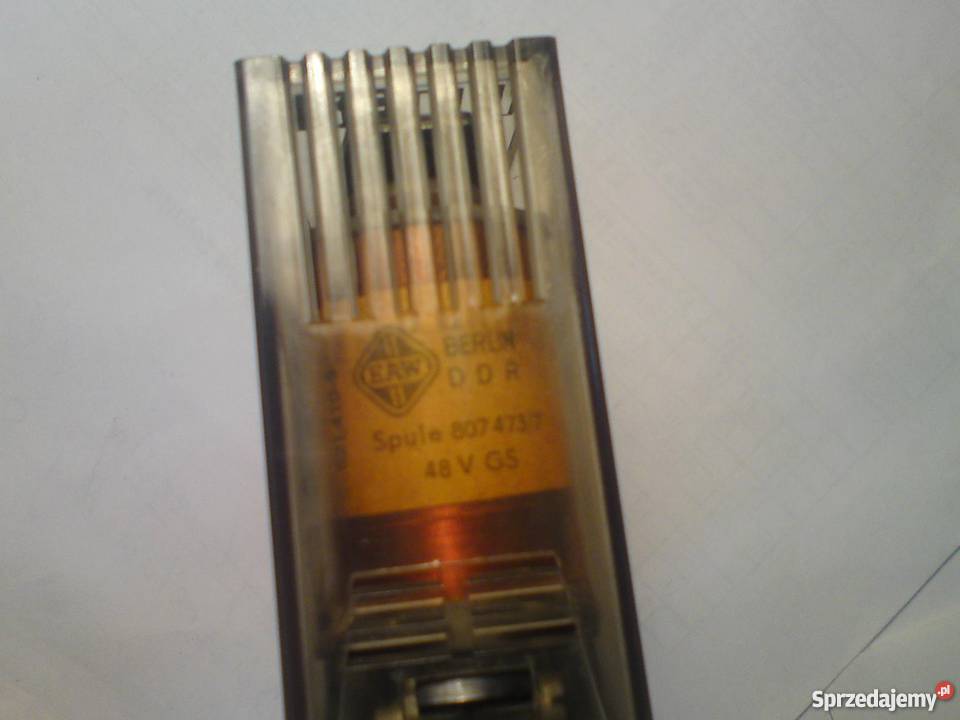 EAW
BERLIN
DDR
Spule 8074737
48 V GS
Sprzedajemy.pl